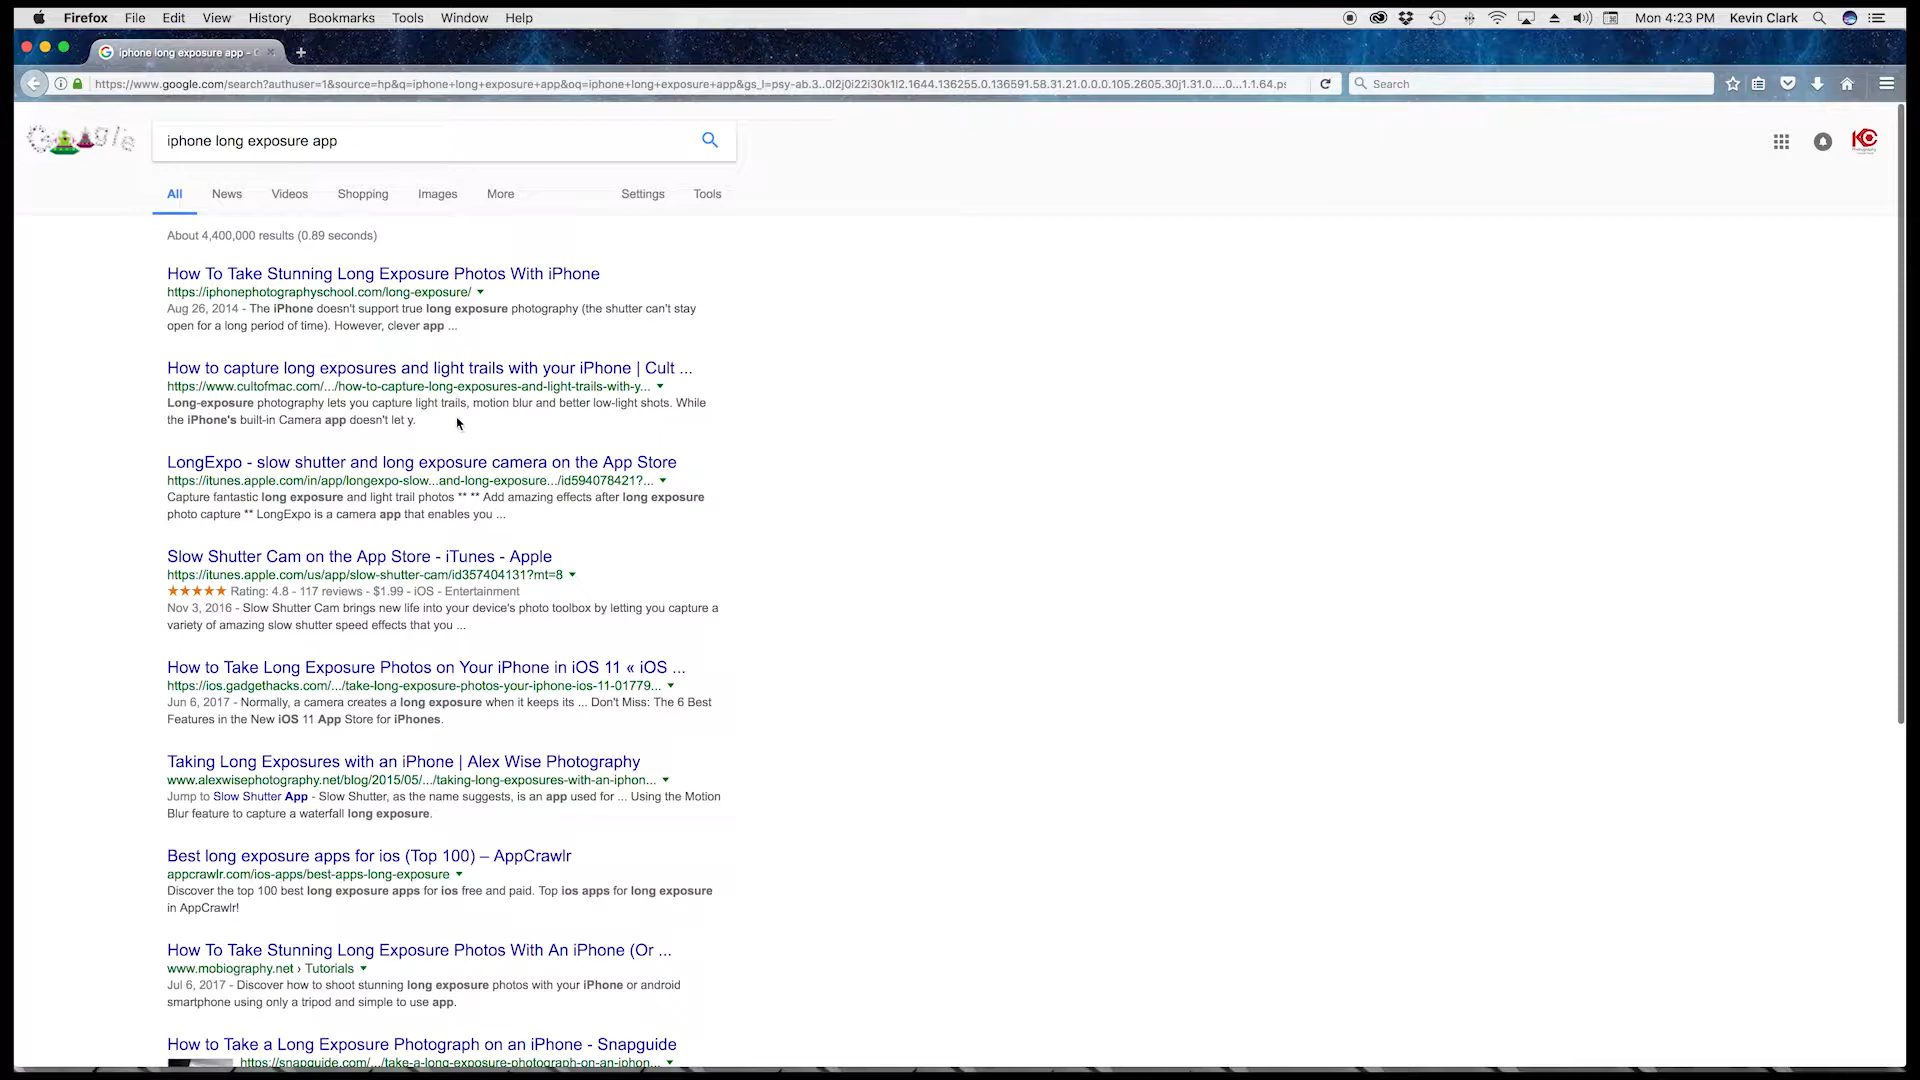 Firefox File Edit View History Bookmarks Tools Window Help Mon 4:23 PM Kevin Clark
iphone long exposure app -
https://www.google.com/search?authuser=1&source=hp&q=iphone+long+exposure+app&oq=iphone+long+exposure+app&gs_l=psy-ab.3..0l2j0i22i30k1l2.1644.136255.0.136591.58.31.21.0.0.0.105.2605.30j1.31.0....0...1.1.64.ps Search
Google
iphone long exposure app
KC
All News Videos Shopping Images More Settings Tools
About 4,400,000 results (0.89 seconds)
How To Take Stunning Long Exposure Photos With iPhone
https://iphonephotographyschool.com/long-exposure/
Aug 26, 2014 - The iPhone doesn't support true long exposure photography (the shutter can't stay
open for a long period of time). However, clever app ...
How to capture long exposures and light trails with your iPhone | Cult ...
https://www.cultofmac.com/.../how-to-capture-long-exposures-and-light-trails-with-y...
Long-exposure photography lets you capture light trails, motion blur and better low-light shots. While
the iPhone's built-in Camera app doesn't let y.
LongExpo - slow shutter and long exposure camera on the App Store
https://itunes.apple.com/in/app/longexpo-slow...and-long-exposure.../id594078421?...
Capture fantastic long exposure and light trail photos ** ** Add amazing effects after long exposure
photo capture ** LongExpo is a camera app that enables you ...
Slow Shutter Cam on the App Store - iTunes - Apple
https://itunes.apple.com/us/app/slow-shutter-cam/id357404131?mt=8
★★★★★ Rating: 4.8 - 117 reviews - $1.99 - iOS - Entertainment
Nov 3, 2016 - Slow Shutter Cam brings new life into your device's photo toolbox by letting you capture a
variety of amazing slow shutter speed effects that you ...
How to Take Long Exposure Photos on Your iPhone in iOS 11 « iOS ...
https://ios.gadgethacks.com/.../take-long-exposure-photos-your-iphone-ios-11-01779...
Jun 6, 2017 - Normally, a camera creates a long exposure when it keeps its ... Don't Miss: The 6 Best
Features in the New iOS 11 App Store for iPhones.
Taking Long Exposures with an iPhone | Alex Wise Photography
www.alexwisephotography.net/blog/2015/05/.../taking-long-exposures-with-an-iphon...
Jump to Slow Shutter App - Slow Shutter, as the name suggests, is an app used for ... Using the Motion
Blur feature to capture a waterfall long exposure.
Best long exposure apps for ios (Top 100) – AppCrawlr
appcrawlr.com/ios-apps/best-apps-long-exposure
Discover the top 100 best long exposure apps for ios free and paid. Top ios apps for long exposure
in AppCrawlr!
How To Take Stunning Long Exposure Photos With An iPhone (Or ...
www.mobiography.net › Tutorials
Jul 6, 2017 - Discover how to shoot stunning long exposure photos with your iPhone or android
smartphone using only a tripod and simple to use app.
How to Take a Long Exposure Photograph on an iPhone - Snapguide
https://snapguide.com/.../take-a-long-exposure-photograph-on-an-iphon...